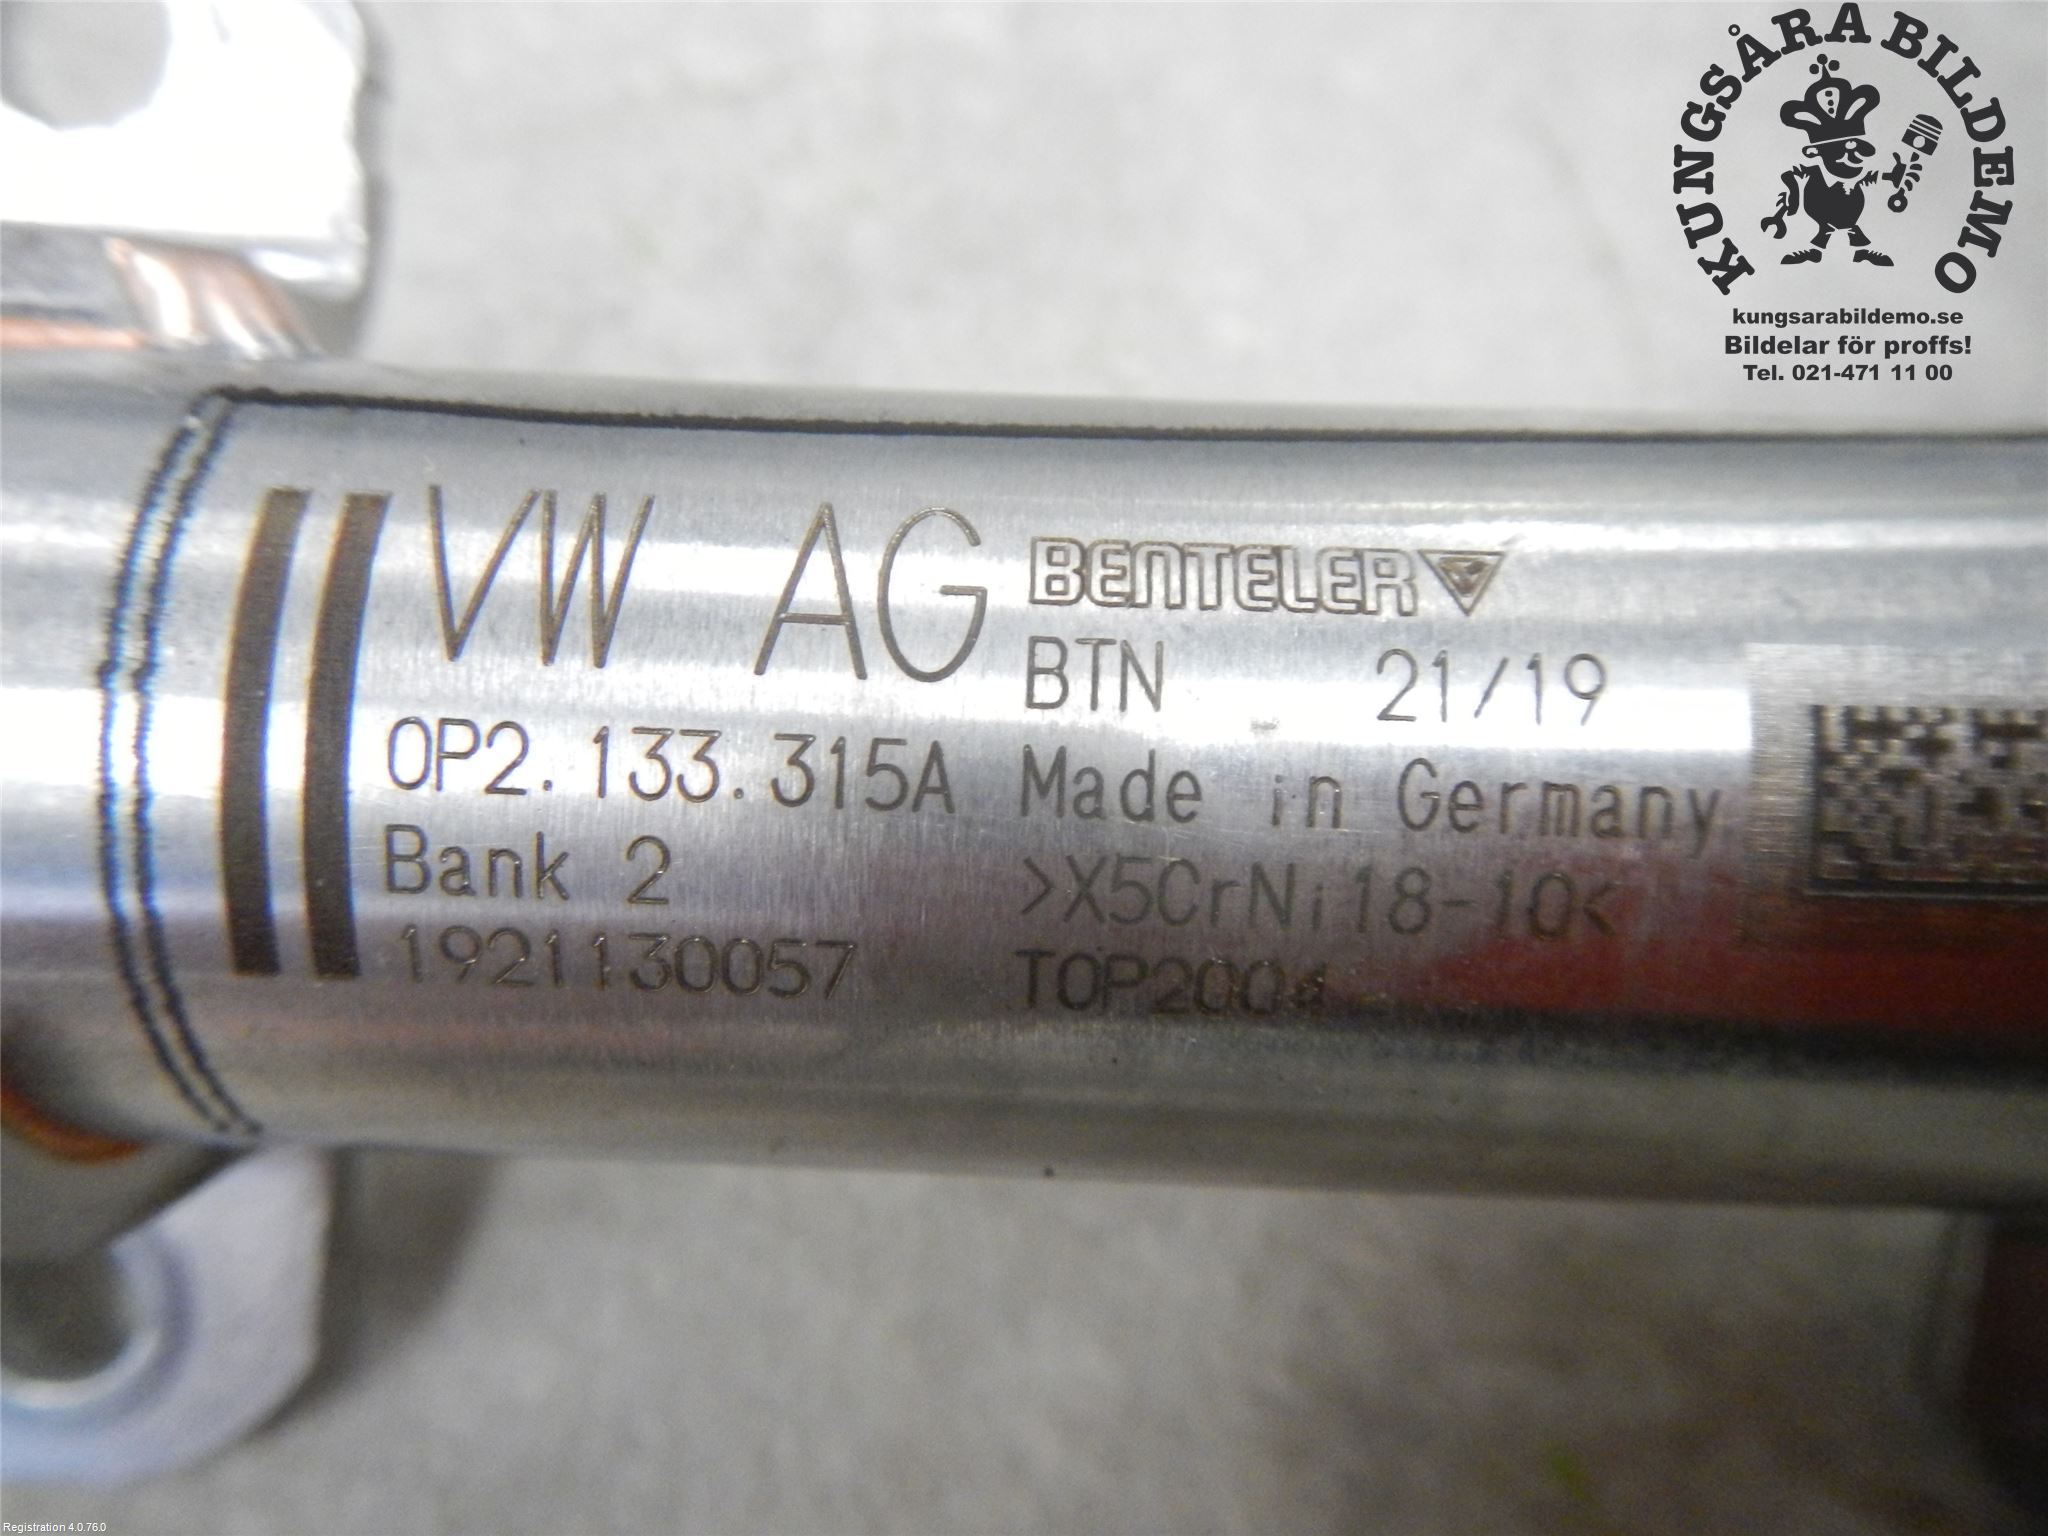 KUNGSÅRA BILDEMO
kungsarabildemo.se
Bildelar för proffs!
Tel. 021-471 11 00
VW AG BENTELER
BTN 21/19
0P2.133.315A Made in Germany
Bank 2 >X5CrNi18-10<
1921130057
Registration 4.0.76.0